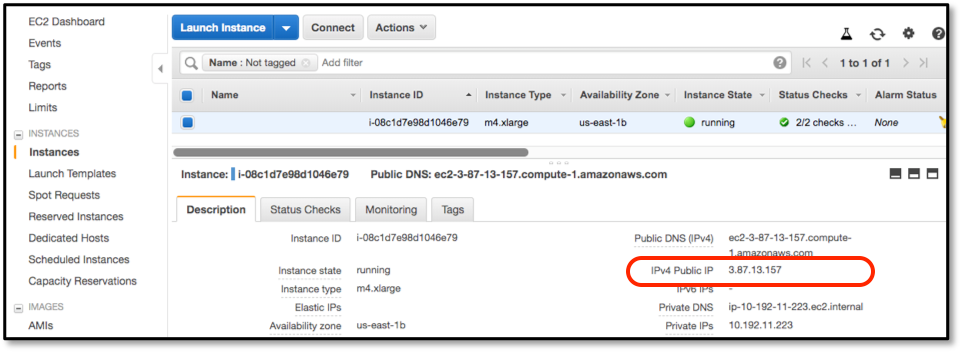 EC2 Dashboard
Events
Tags
Reports
Limits
INSTANCES
Instances
Launch Templates
Spot Requests
Reserved Instances
Dedicated Hosts
Scheduled Instances
Capacity Reservations
IMAGES
AMIs
Launch Instance Connect Actions
Name : Not tagged Add filter 1 to 1 of 1
Name Instance ID Instance Type Availability Zone Instance State Status Checks Alarm Status
i-08c1d7e98d1046e79 m4.xlarge us-east-1b running 2/2 checks ... None
Instance: i-08c1d7e98d1046e79 Public DNS: ec2-3-87-13-157.compute-1.amazonaws.com
Description Status Checks Monitoring Tags
Instance ID i-08c1d7e98d1046e79 Public DNS (IPv4) ec2-3-87-13-157.compute-
1.amazonaws.com
Instance state running IPv4 Public IP 3.87.13.157
Instance type m4.xlarge IPv6 IPs -
Elastic IPs Private DNS ip-10-192-11-223.ec2.internal
Availability zone us-east-1b Private IPs 10.192.11.223